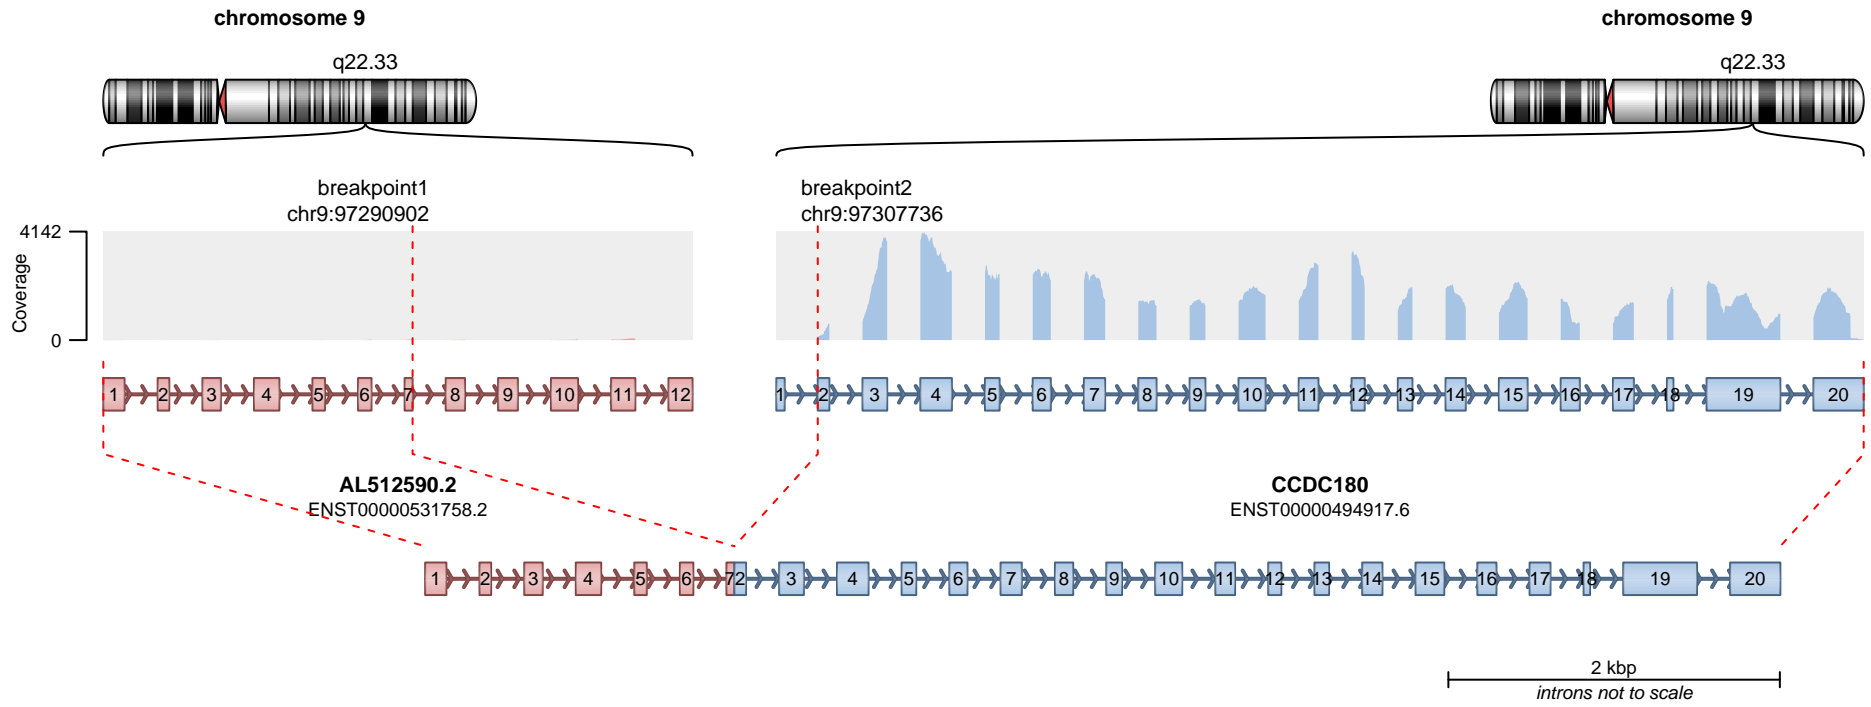 chromosome 9
chromosome 9
q22.33
q22.33
breakpoint1
chr9:97290902
breakpoint2
chr9:97307736
4142
Coverage
0
1 2 3 4 5 6 7 8 9 10 11 12
1 2 3 4 5 6 7 8 9 10 11 12 13 14 15 16 17 18 19 20
AL512590.2
ENST00000531758.2
CCDC180
ENST00000494917.6
1 2 3 4 5 6 7 2 3 4 5 6 7 8 9 10 11 12 13 14 15 16 17 18 19 20
2 kbp
introns not to scale